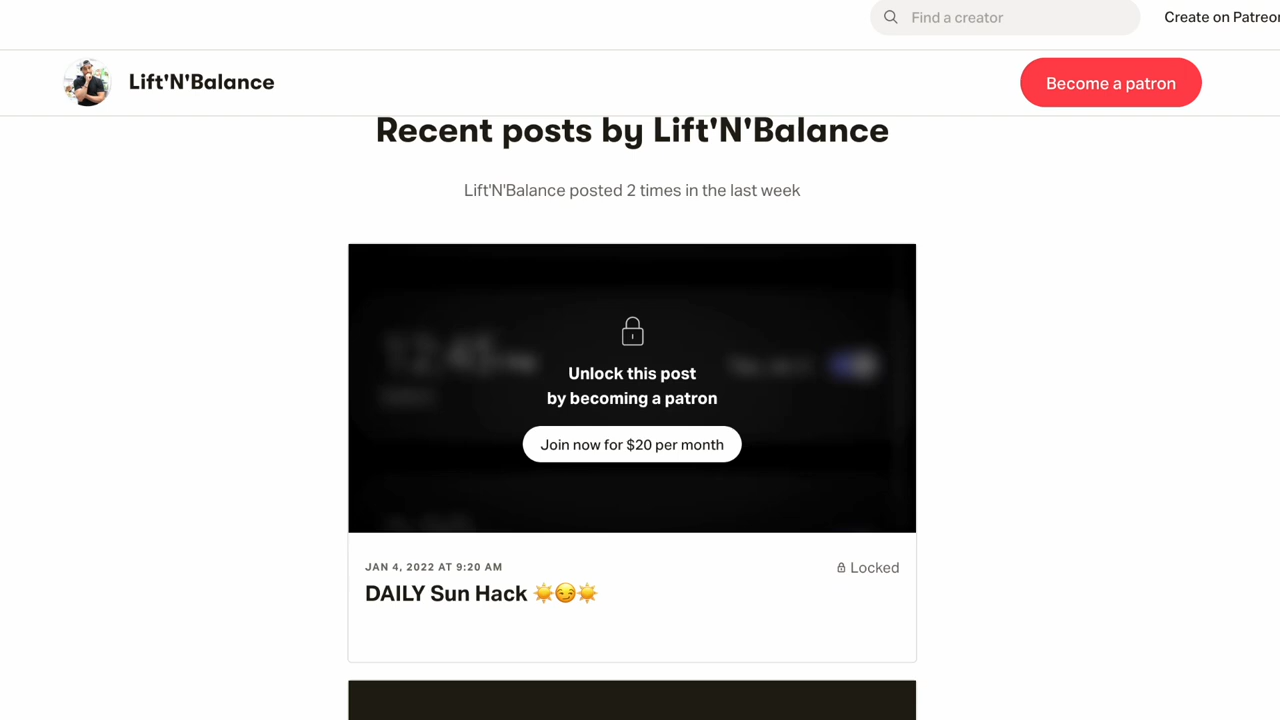 Find a creator
Create on Patreon
Lift'N'Balance
Become a patron
Recent posts by Lift'N'Balance
Lift'N'Balance posted 2 times in the last week
Unlock this post
by becoming a patron
Join now for $20 per month
JAN 4, 2022 AT 9:20 AM
Locked
DAILY Sun Hack ☀️😏☀️